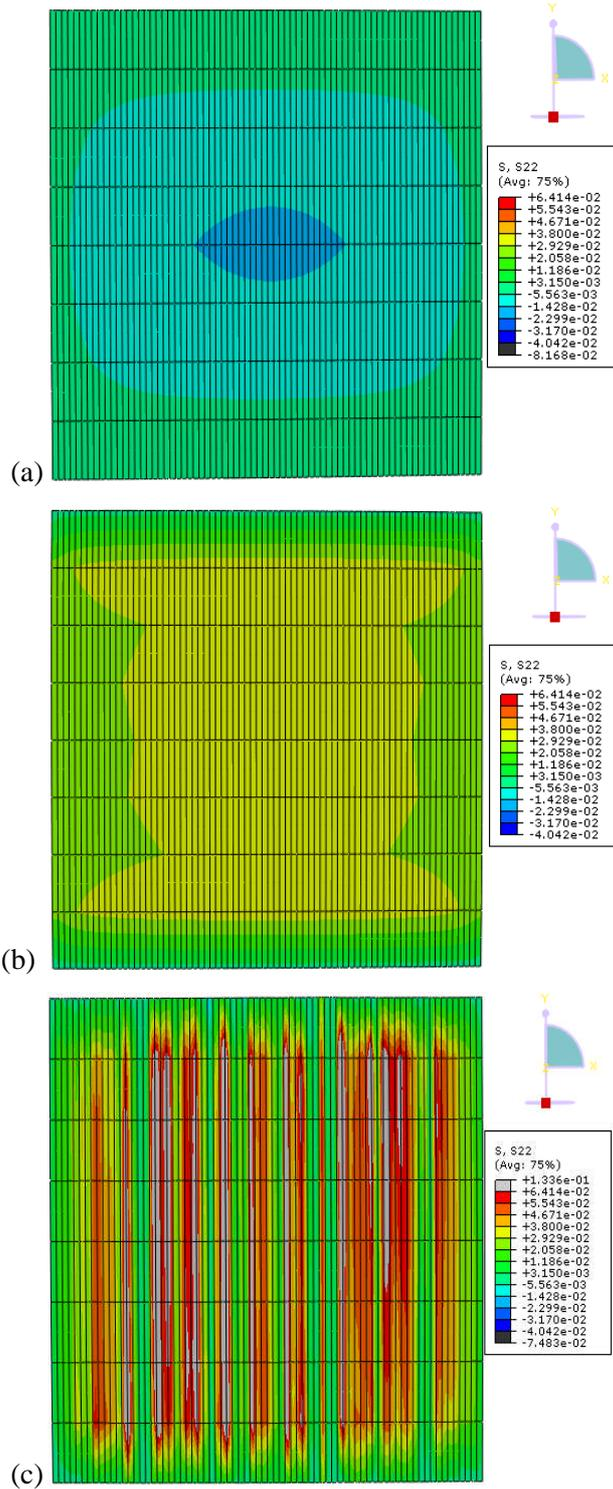 Y
X
Z
S, S22
(Avg: 75%)
+6.414e-02
+5.543e-02
+4.671e-02
+3.800e-02
+2.929e-02
+2.058e-02
+1.186e-02
+3.150e-03
-5.563e-03
-1.428e-02
-2.299e-02
-3.170e-02
-4.042e-02
-8.168e-02
(a)
Y
X
Z
S, S22
(Avg: 75%)
+6.414e-02
+5.543e-02
+4.671e-02
+3.800e-02
+2.929e-02
+2.058e-02
+1.186e-02
+3.150e-03
-5.563e-03
-1.428e-02
-2.299e-02
-3.170e-02
-4.042e-02
(b)
Y
X
Z
S, S22
(Avg: 75%)
+1.336e-01
+6.414e-02
+5.543e-02
+4.671e-02
+3.800e-02
+2.929e-02
+2.058e-02
+1.186e-02
+3.150e-03
-5.563e-03
-1.428e-02
-2.299e-02
-3.170e-02
-4.042e-02
-7.483e-02
(c)